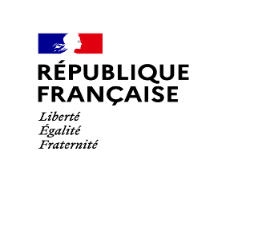 RÉPUBLIQUE
FRANÇAISE
Liberté
Égalité
Fraternité